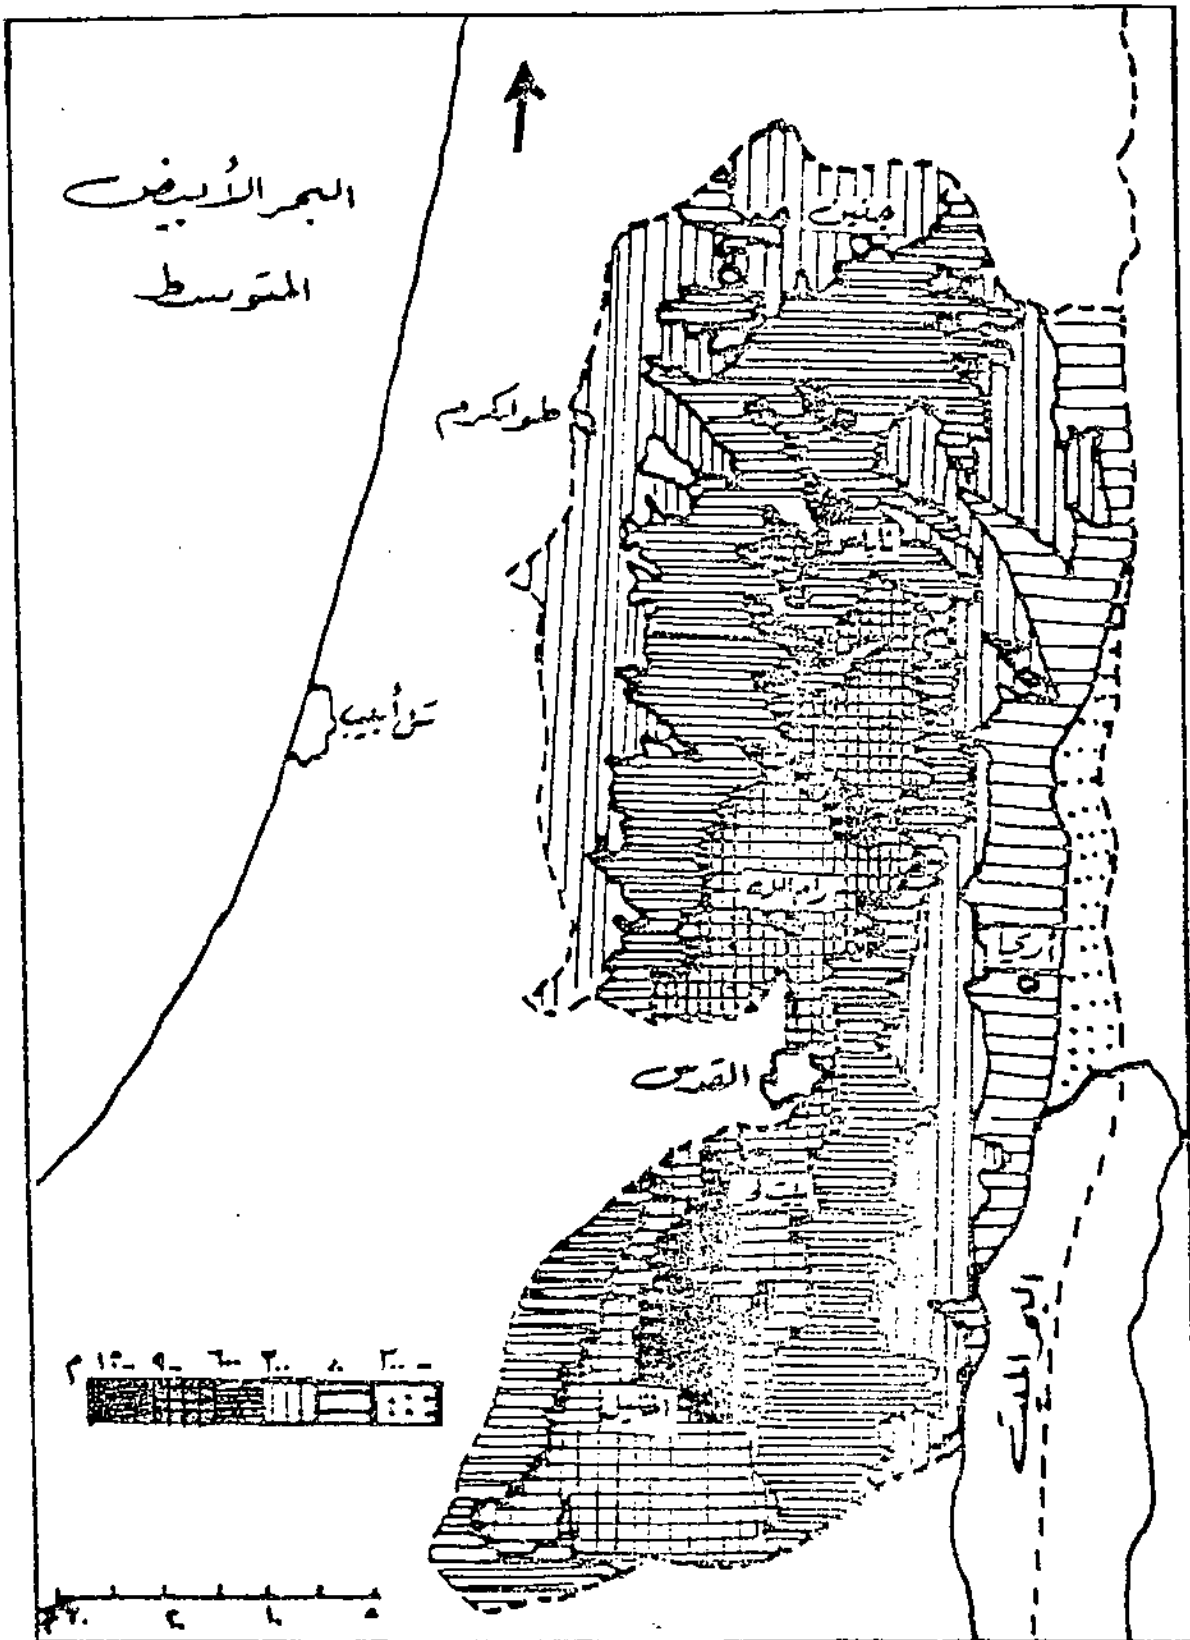 البحر الأبيض
المتوسط
جنين
طولكرم
نابلس
تل أبيب
رام الله
أريحا
القدس
الخليل
البحر الميت